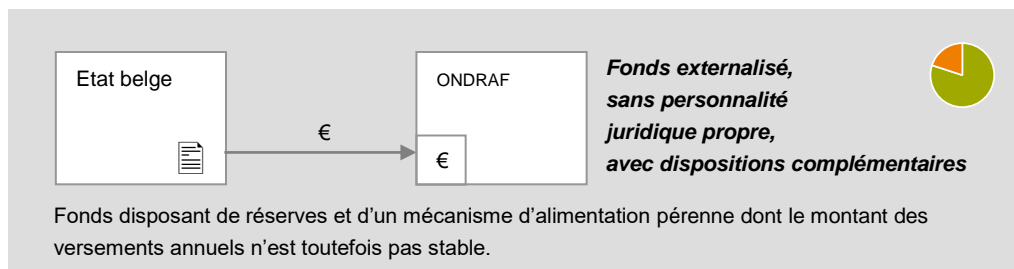 Etat belge
€
ONDRAF
€
Fonds externalisé,
sans personnalité
juridique propre,
avec dispositions complémentaires
Fonds disposant de réserves et d’un mécanisme d’alimentation pérenne dont le montant des
versements annuels n’est toutefois pas stable.